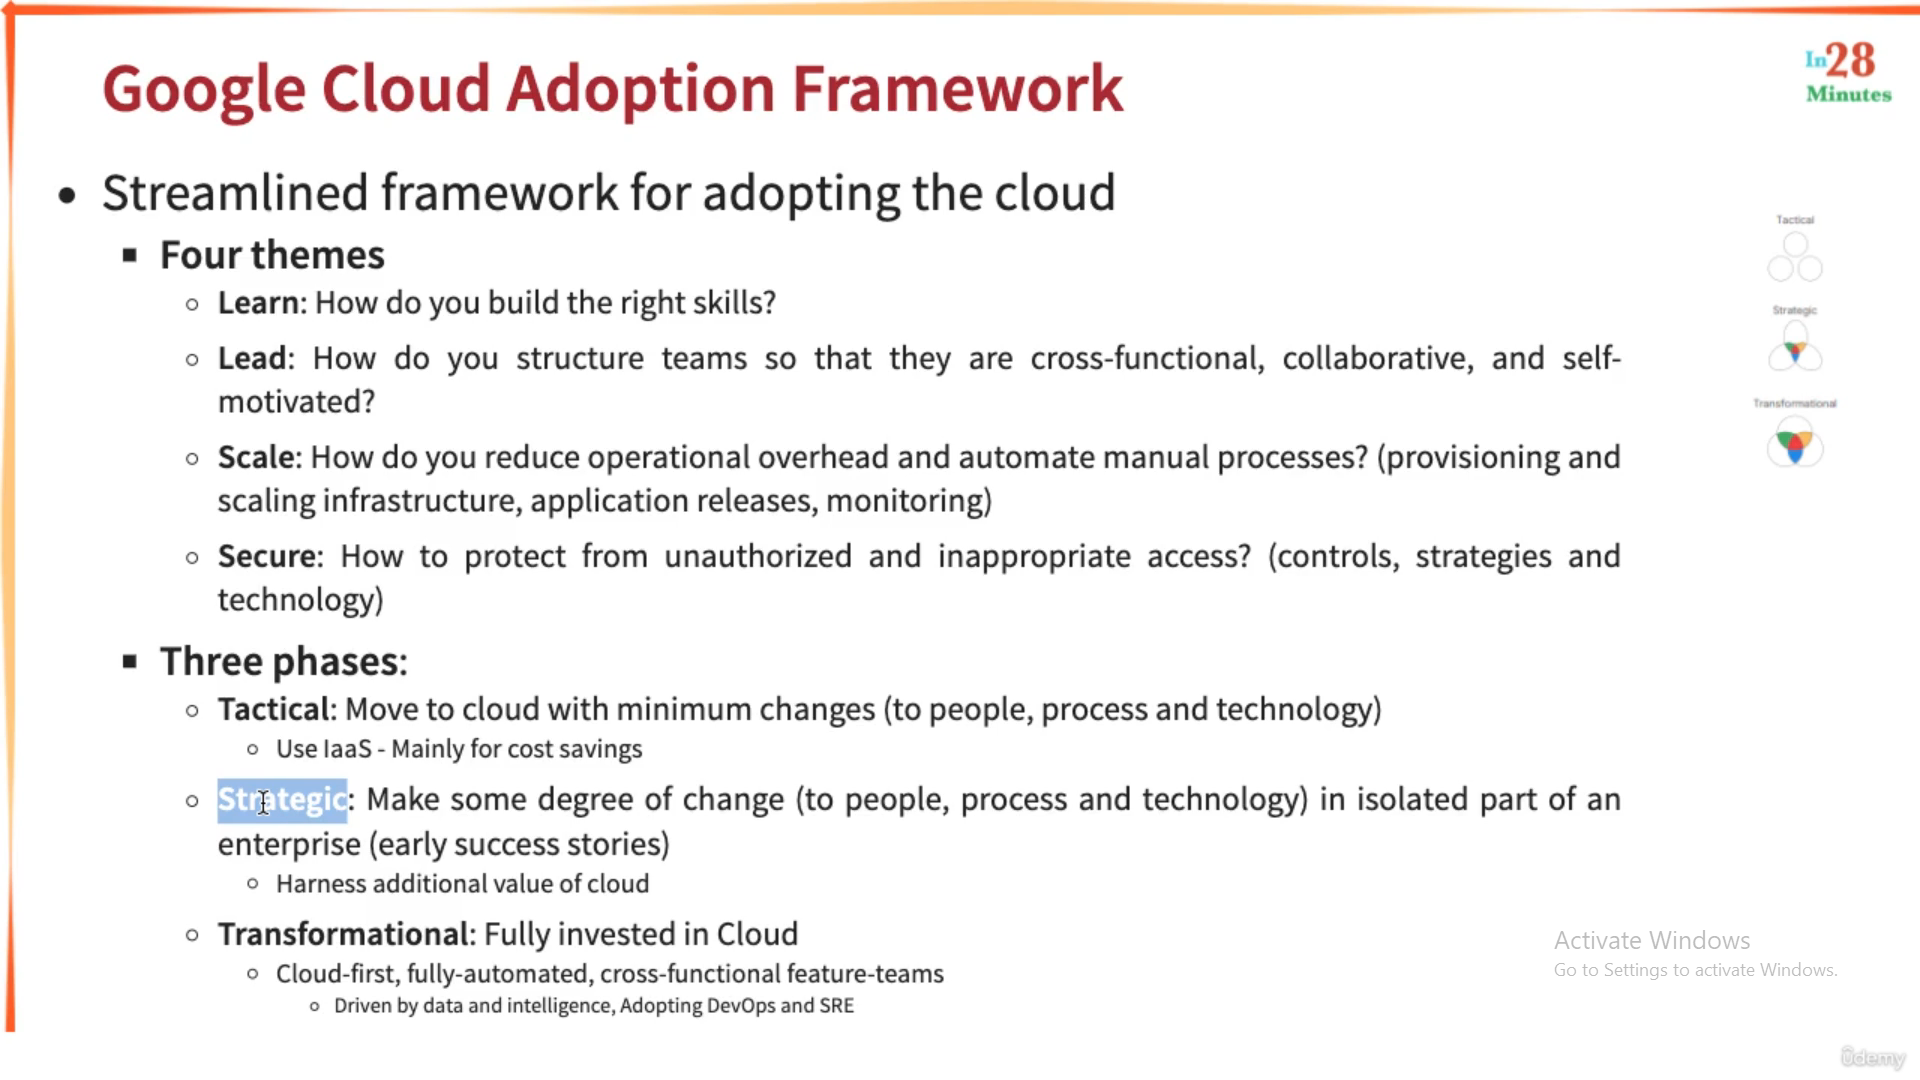 Google Cloud Adoption Framework
In28
Minutes
• Streamlined framework for adopting the cloud
▪ Four themes
○ Learn: How do you build the right skills?
○ Lead: How do you structure teams so that they are cross-functional, collaborative, and self-
motivated?
○ Scale: How do you reduce operational overhead and automate manual processes? (provisioning and
scaling infrastructure, application releases, monitoring)
○ Secure: How to protect from unauthorized and inappropriate access? (controls, strategies and
technology)
▪ Three phases:
○ Tactical: Move to cloud with minimum changes (to people, process and technology)
○ Use IaaS - Mainly for cost savings
○ Strategic: Make some degree of change (to people, process and technology) in isolated part of an
enterprise (early success stories)
○ Harness additional value of cloud
○ Transformational: Fully invested in Cloud
○ Cloud-first, fully-automated, cross-functional feature-teams
○ Driven by data and intelligence, Adopting DevOps and SRE
Tactical
Strategic
Transformational
Activate Windows
Go to Settings to activate Windows.
ûdemy